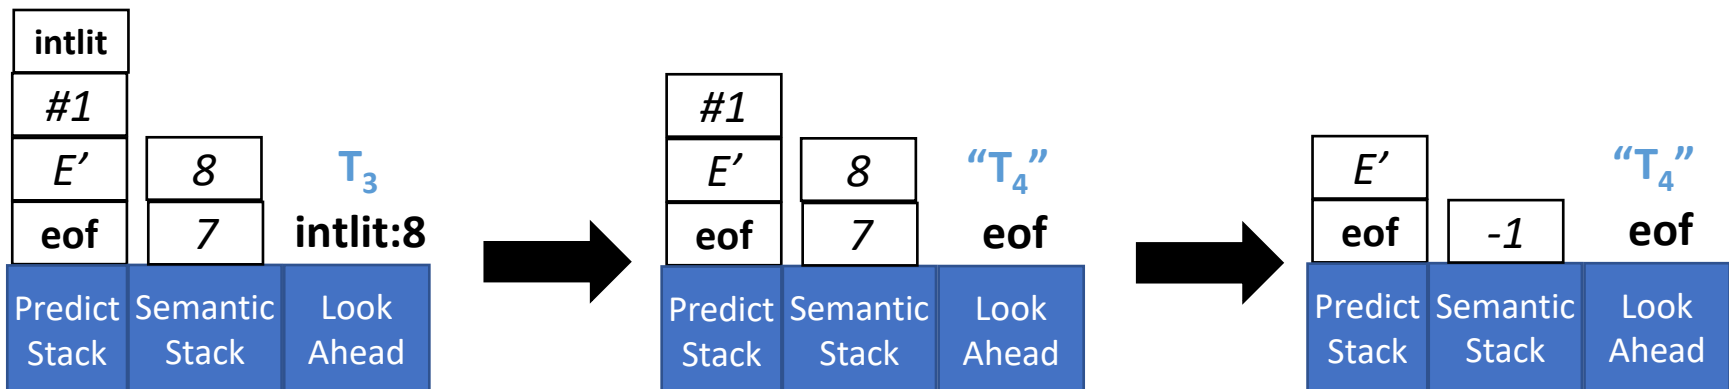 intlit
#1
E’ 8 T₃
eof 7 intlit:8
Predict Stack
Semantic Stack
Look Ahead
#1
E’ 8 “T₄”
eof 7 eof
Predict Stack
Semantic Stack
Look Ahead
E’ “T₄”
eof -1 eof
Predict Stack
Semantic Stack
Look Ahead